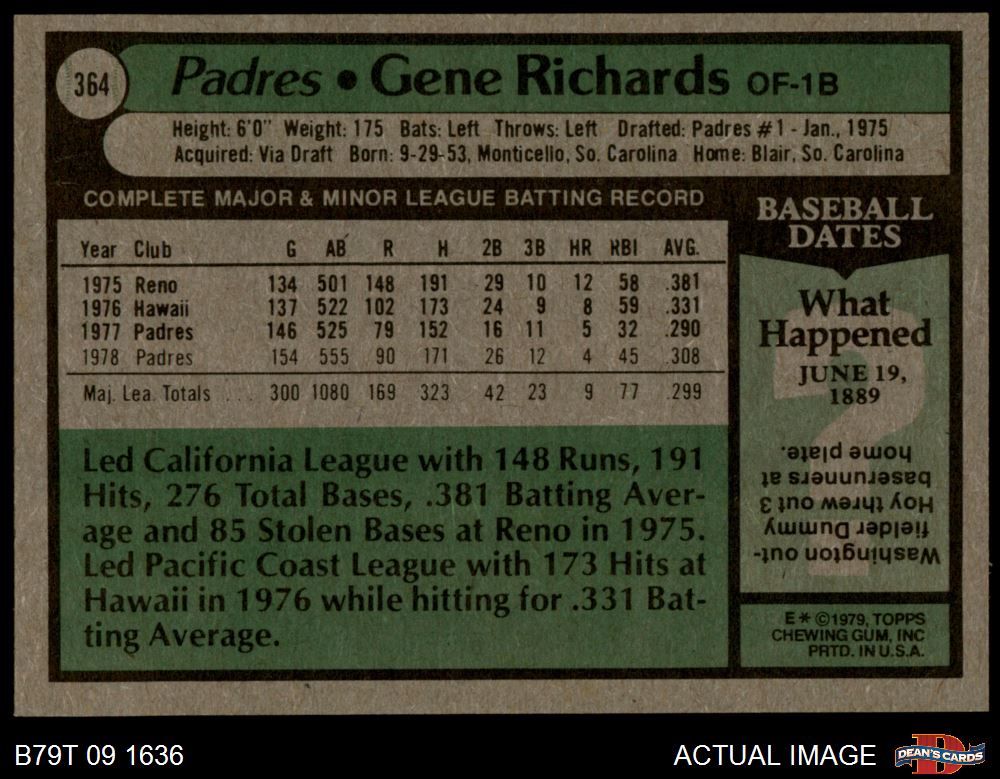 364
Padres • Gene Richards OF-1B
Height: 6'0" Weight: 175 Bats: Left Throws: Left Drafted: Padres #1 - Jan., 1975
Acquired: Via Draft Born: 9-29-53, Monticello, So. Carolina Home: Blair, So. Carolina
COMPLETE MAJOR & MINOR LEAGUE BATTING RECORD
Year Club G AB R H 2B 3B HR RBI AVG.
1975 Reno 134 501 148 191 29 10 12 58 .381
1976 Hawaii 137 522 102 173 24 9 8 59 .331
1977 Padres 146 525 79 152 16 11 5 32 .290
1978 Padres 154 555 90 171 26 12 4 45 .308
Maj. Lea. Totals . . . 300 1080 169 323 42 23 9 77 .299
Led California League with 148 Runs, 191
Hits, 276 Total Bases, .381 Batting Aver-
age and 85 Stolen Bases at Reno in 1975.
Led Pacific Coast League with 173 Hits at
Hawaii in 1976 while hitting for .331 Bat-
ting Average.
BASEBALL
DATES
What
Happened
JUNE 19,
1889
?
Washington out-
fielder Dummy
Hoy threw out 3
baserunners at
home plate.
E* ©1979, TOPPS
CHEWING GUM, INC
PRTD. IN U.S.A.
B79T 09 1636
ACTUAL IMAGE
D's
DEAN'S CARDS